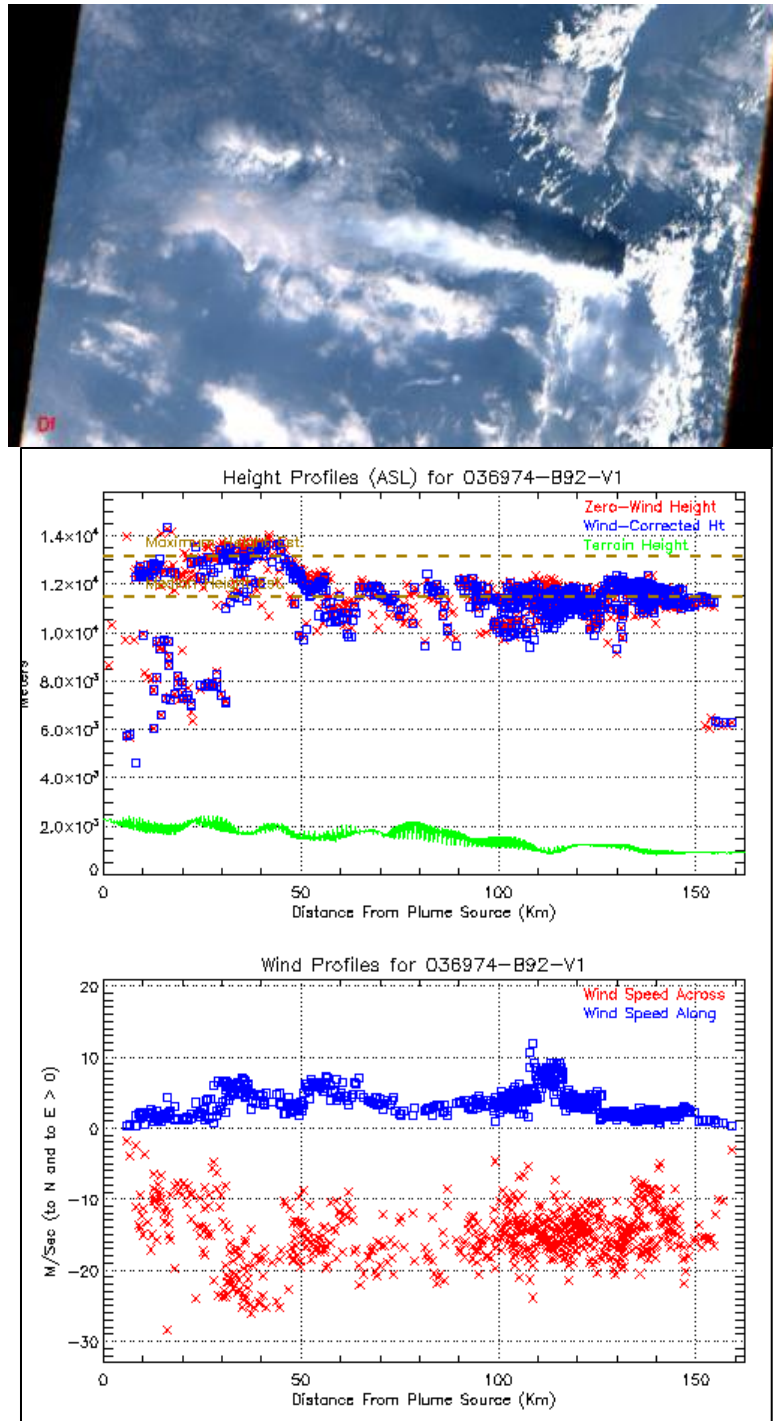 Df
Height Profiles (ASL) for O36974-B92-V1
Zero-Wind Height
Wind-Corrected Ht
Terrain Height
1.4×10⁴
1.2×10⁴
1.0×10⁴
8.0×10³
6.0×10³
4.0×10³
2.0×10³
0
Meters
0 50 100 150
Distance From Plume Source (Km)
Wind Profiles for O36974-B92-V1
Wind Speed Across
Wind Speed Along
20
10
0
-10
-20
-30
M/Sec (to N and to E > 0)
0 50 100 150
Distance From Plume Source (Km)